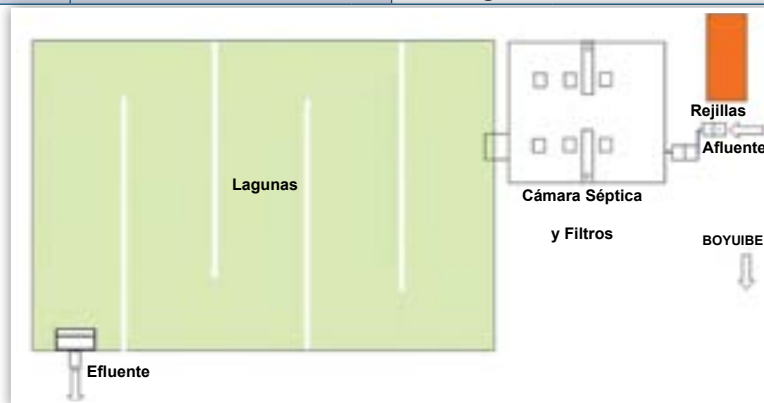 Rejillas
Afluente
Lagunas
Cámara Séptica
y Filtros
BOYUIBE
Efluente